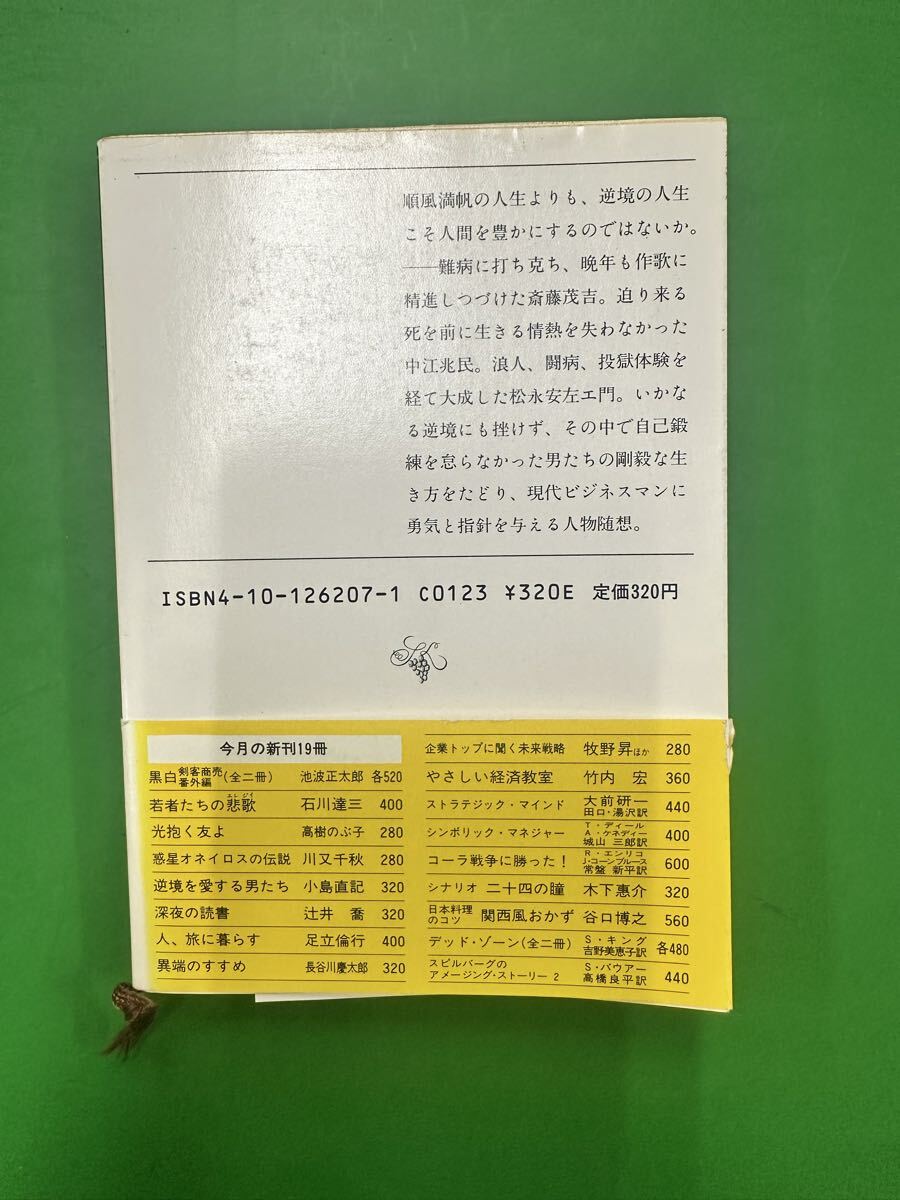 順風満帆の人生よりも、逆境の人生
こそ人間を豊かにするのではないか。
――難病に打ち克ち、晩年も作歌に
精進しつづけた斎藤茂吉。迫り来る
死を前に生きる情熱を失わなかった
中江兆民。浪人、闘病、投獄体験を
経て大成した松永安左エ門。いかな
る逆境にも挫けず、その中で自己鍛
練を怠らなかった男たちの剛毅な生
き方をたどり、現代ビジネスマンに
勇気と指針を与える人物随想。
ISBN4-10-126207-1 C0123 ¥320E 定価320円
今月の新刊19冊
黒白 剣客商売番外編(全二冊) 池波正太郎 各520
若者たちの悲歌 エレジイ 石川達三 400
光抱く友よ 高樹のぶ子 280
惑星オネイロスの伝説 川又千秋 280
逆境を愛する男たち 小島直記 320
深夜の読書 辻井 喬 320
人、旅に暮らす 足立倫行 400
異端のすすめ 長谷川慶太郎 320
企業トップに聞く未来戦略 牧野昇ほか 280
やさしい経済教室 竹内 宏 360
ストラテジック・マインド 大前研一 田口・湯沢訳 440
シンボリック・マネジャー T・ディール A・ケネディー 城山三郎訳 400
コーラ戦争に勝った! R・エンリコ J・コーンブルース 常盤新平訳 600
シナリオ 二十四の瞳 木下惠介 320
日本料理のコツ 関西風おかず 谷口博之 560
デッド・ゾーン(全二冊) S・キング 吉野美恵子訳 各480
スピルバーグのアメージング・ストーリー2 S・バウアー 高橋良平訳 440